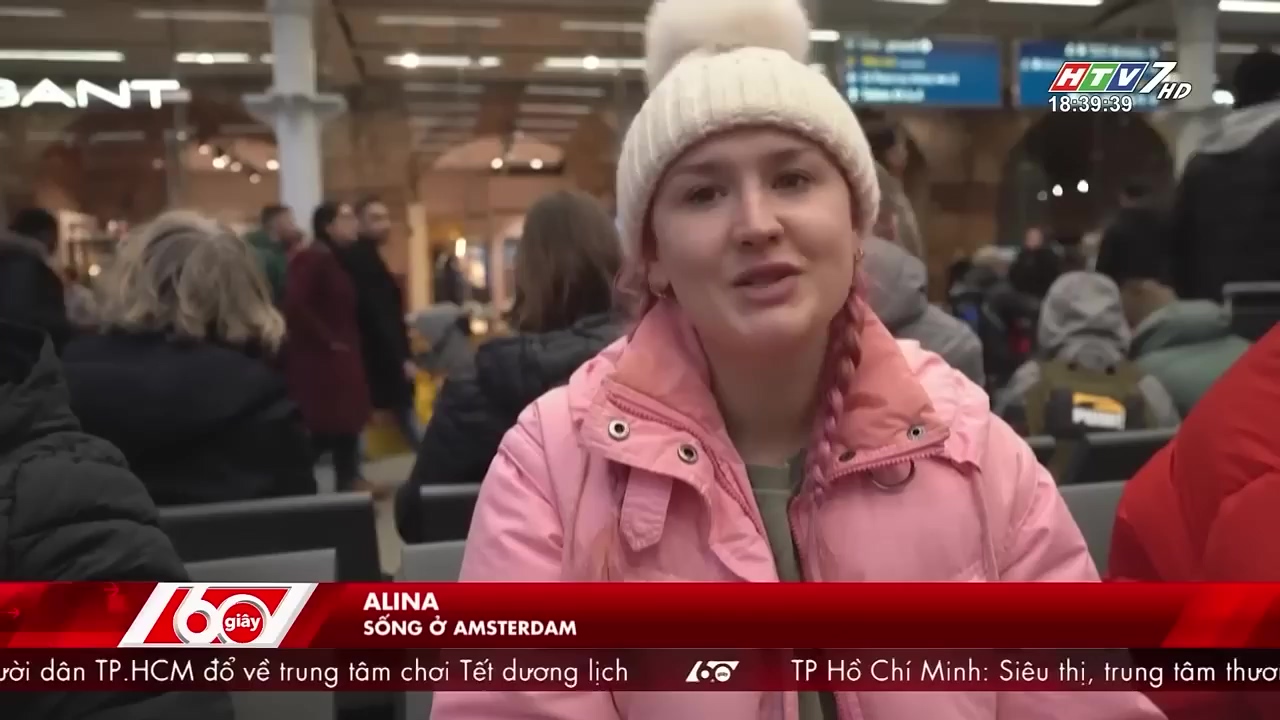 BANT
HTV7 HD
18:39:39
60 giây
ALINA
SỐNG Ở AMSTERDAM
ười dân TP.HCM đổ về trung tâm chơi Tết dương lịch 60 giây TP Hồ Chí Minh: Siêu thị, trung tâm thươ